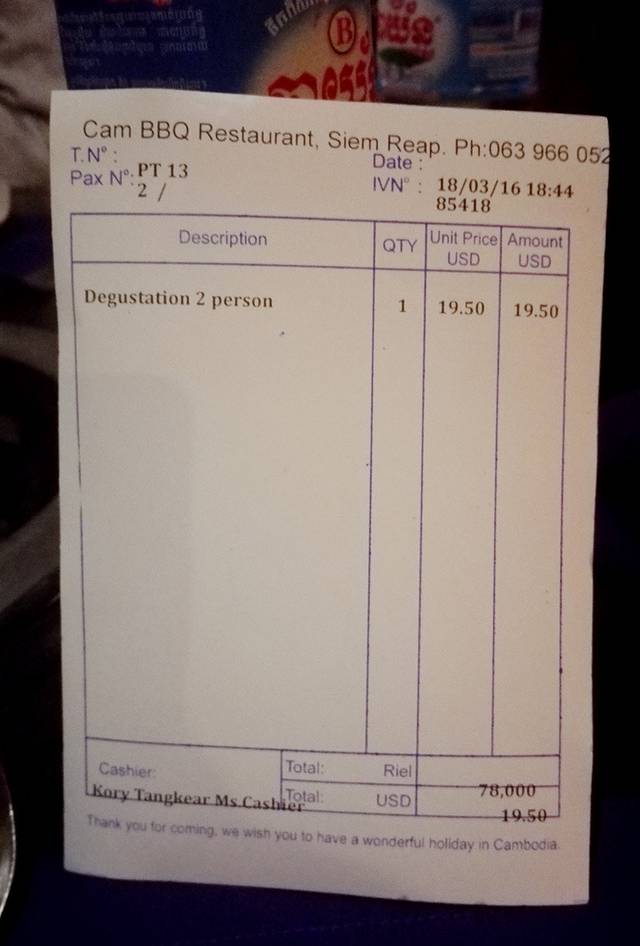 B
Cam BBQ Restaurant, Siem Reap. Ph:063 966 052
T.Nº : PT 13
Pax Nº: 2 /
Date : 18/03/16 18:44
IVNº : 85418
Description QTY Unit Price USD Amount USD
Degustation 2 person 1 19.50 19.50
Cashier: Kory Tangkear Ms.Cashier
Total: Riel 78,000
Total: USD 19.50
Thank you for coming, we wish you to have a wonderful holiday in Cambodia.